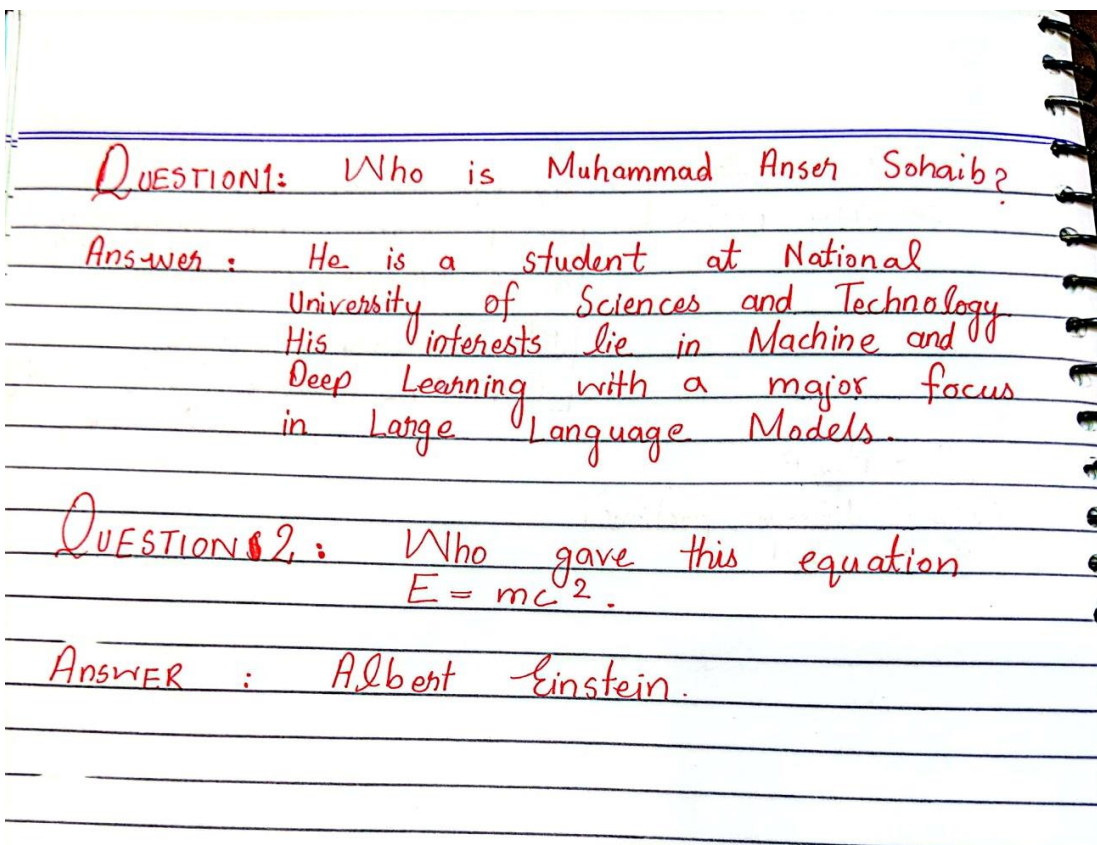 QUESTION1: Who is Muhammad Anser Sohaib?
Answer : He is a student at National
University of Sciences and Technology
His interests lie in Machine and
Deep Learning with a major focus
in Large Language Models.
QUESTION 2 : Who gave this equation
E = mc².
ANSWER : Albert Einstein.